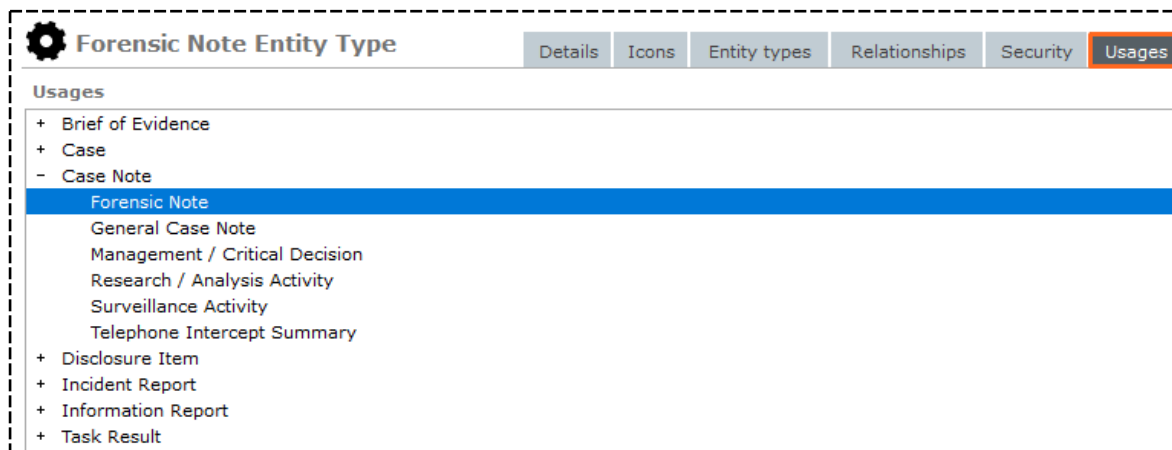 Forensic Note Entity Type
Details Icons Entity types Relationships Security Usages
Usages
+ Brief of Evidence
+ Case
- Case Note
Forensic Note
General Case Note
Management / Critical Decision
Research / Analysis Activity
Surveillance Activity
Telephone Intercept Summary
+ Disclosure Item
+ Incident Report
+ Information Report
+ Task Result